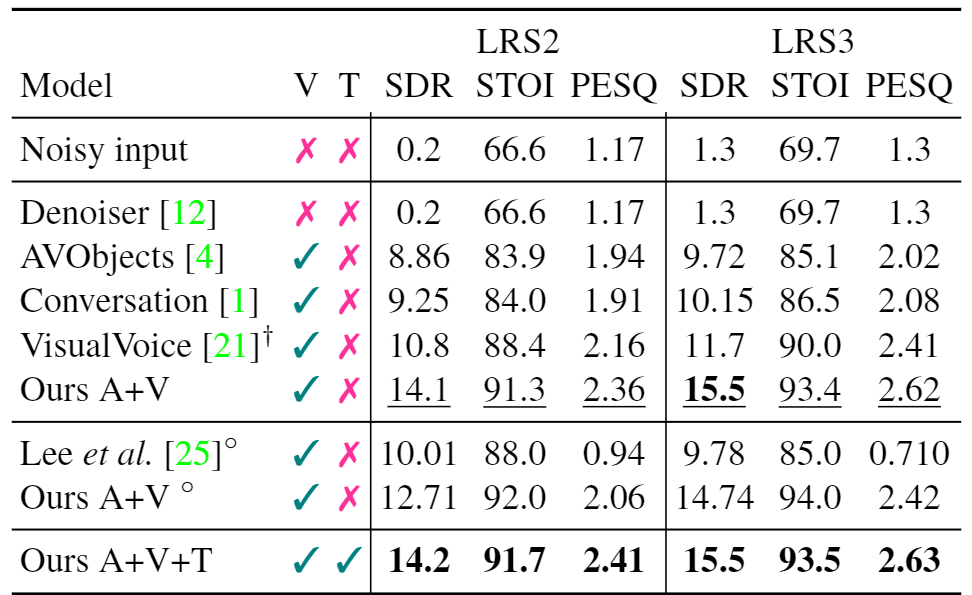 LRS2 LRS3
Model V T SDR STOI PESQ SDR STOI PESQ
Noisy input ✗ ✗ 0.2 66.6 1.17 1.3 69.7 1.3
Denoiser [12] ✗ ✗ 0.2 66.6 1.17 1.3 69.7 1.3
AVObjects [4] ✓ ✗ 8.86 83.9 1.94 9.72 85.1 2.02
Conversation [1] ✓ ✗ 9.25 84.0 1.91 10.15 86.5 2.08
VisualVoice [21]† ✓ ✗ 10.8 88.4 2.16 11.7 90.0 2.41
Ours A+V ✓ ✗ 14.1 91.3 2.36 15.5 93.4 2.62
Lee et al. [25]° ✓ ✗ 10.01 88.0 0.94 9.78 85.0 0.710
Ours A+V ° ✓ ✗ 12.71 92.0 2.06 14.74 94.0 2.42
Ours A+V+T ✓ ✓ 14.2 91.7 2.41 15.5 93.5 2.63